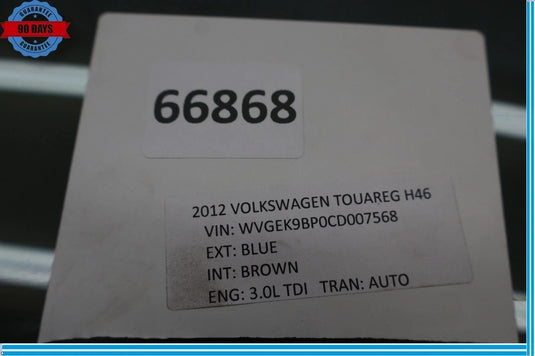 GUARANTEE
90 DAYS
GUARANTEE
66868
2012 VOLKSWAGEN TOUAREG H46
VIN: WVGEK9BP0CD007568
EXT: BLUE
INT: BROWN
ENG: 3.0L TDI TRAN: AUTO